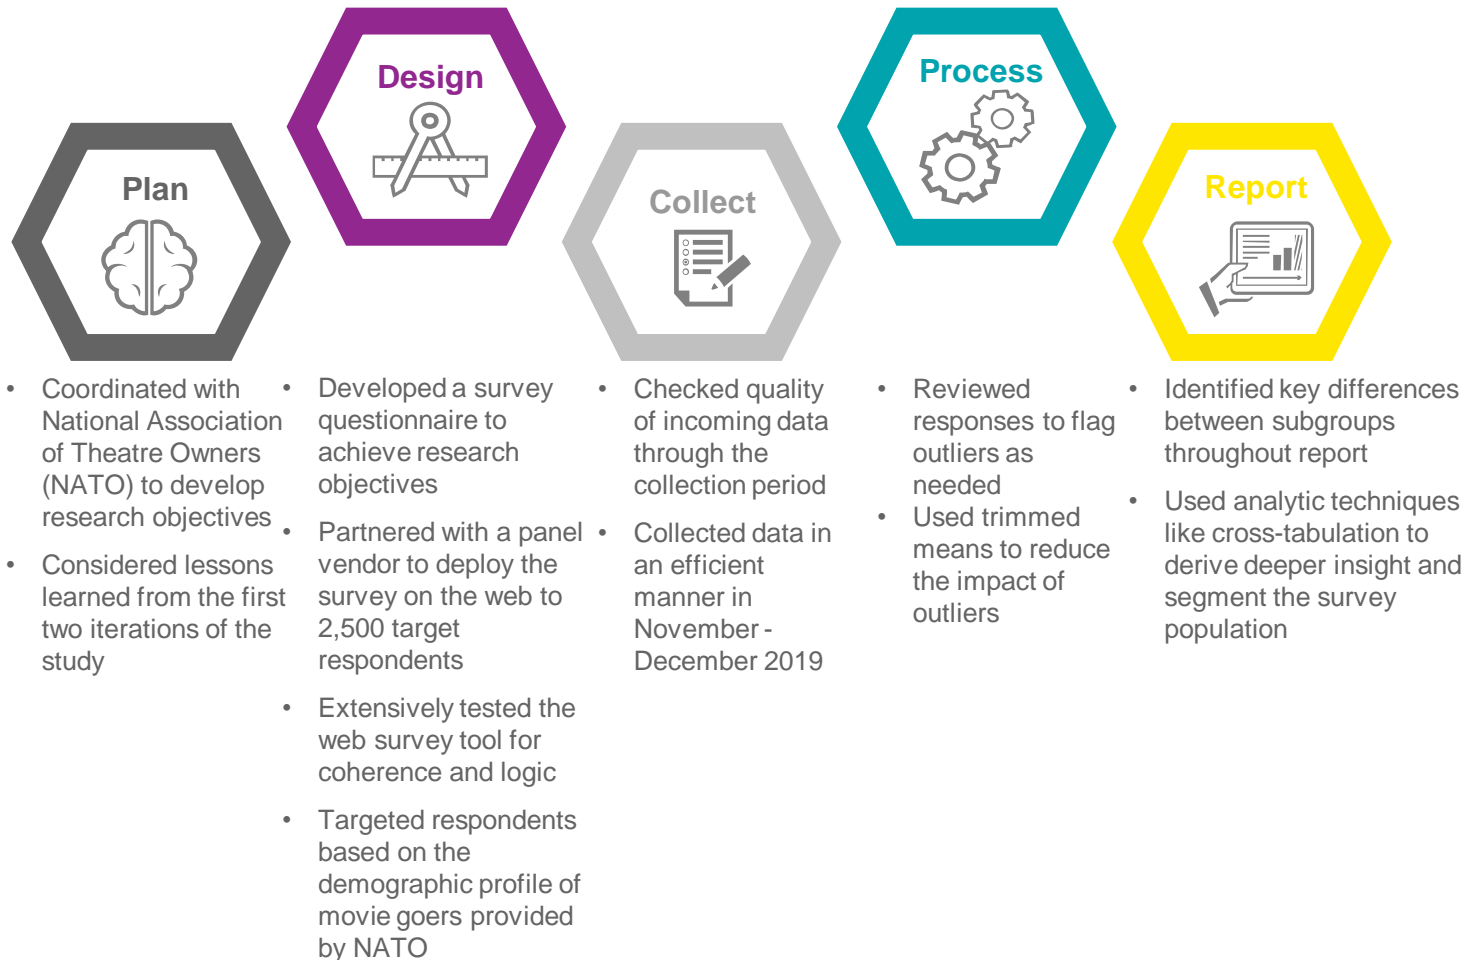 Plan
• Coordinated with
National Association
of Theatre Owners
(NATO) to develop
research objectives
• Considered lessons
learned from the first
two iterations of the
study
Design
• Developed a survey
questionnaire to
achieve research
objectives
• Partnered with a panel
vendor to deploy the
survey on the web to
2,500 target
respondents
• Extensively tested the
web survey tool for
coherence and logic
• Targeted respondents
based on the
demographic profile of
movie goers provided
by NATO
Collect
• Checked quality
of incoming data
through the
collection period
• Collected data in
an efficient
manner in
November -
December 2019
Process
• Reviewed
responses to flag
outliers as
needed
• Used trimmed
means to reduce
the impact of
outliers
Report
• Identified key differences
between subgroups
throughout report
• Used analytic techniques
like cross-tabulation to
derive deeper insight and
segment the survey
population